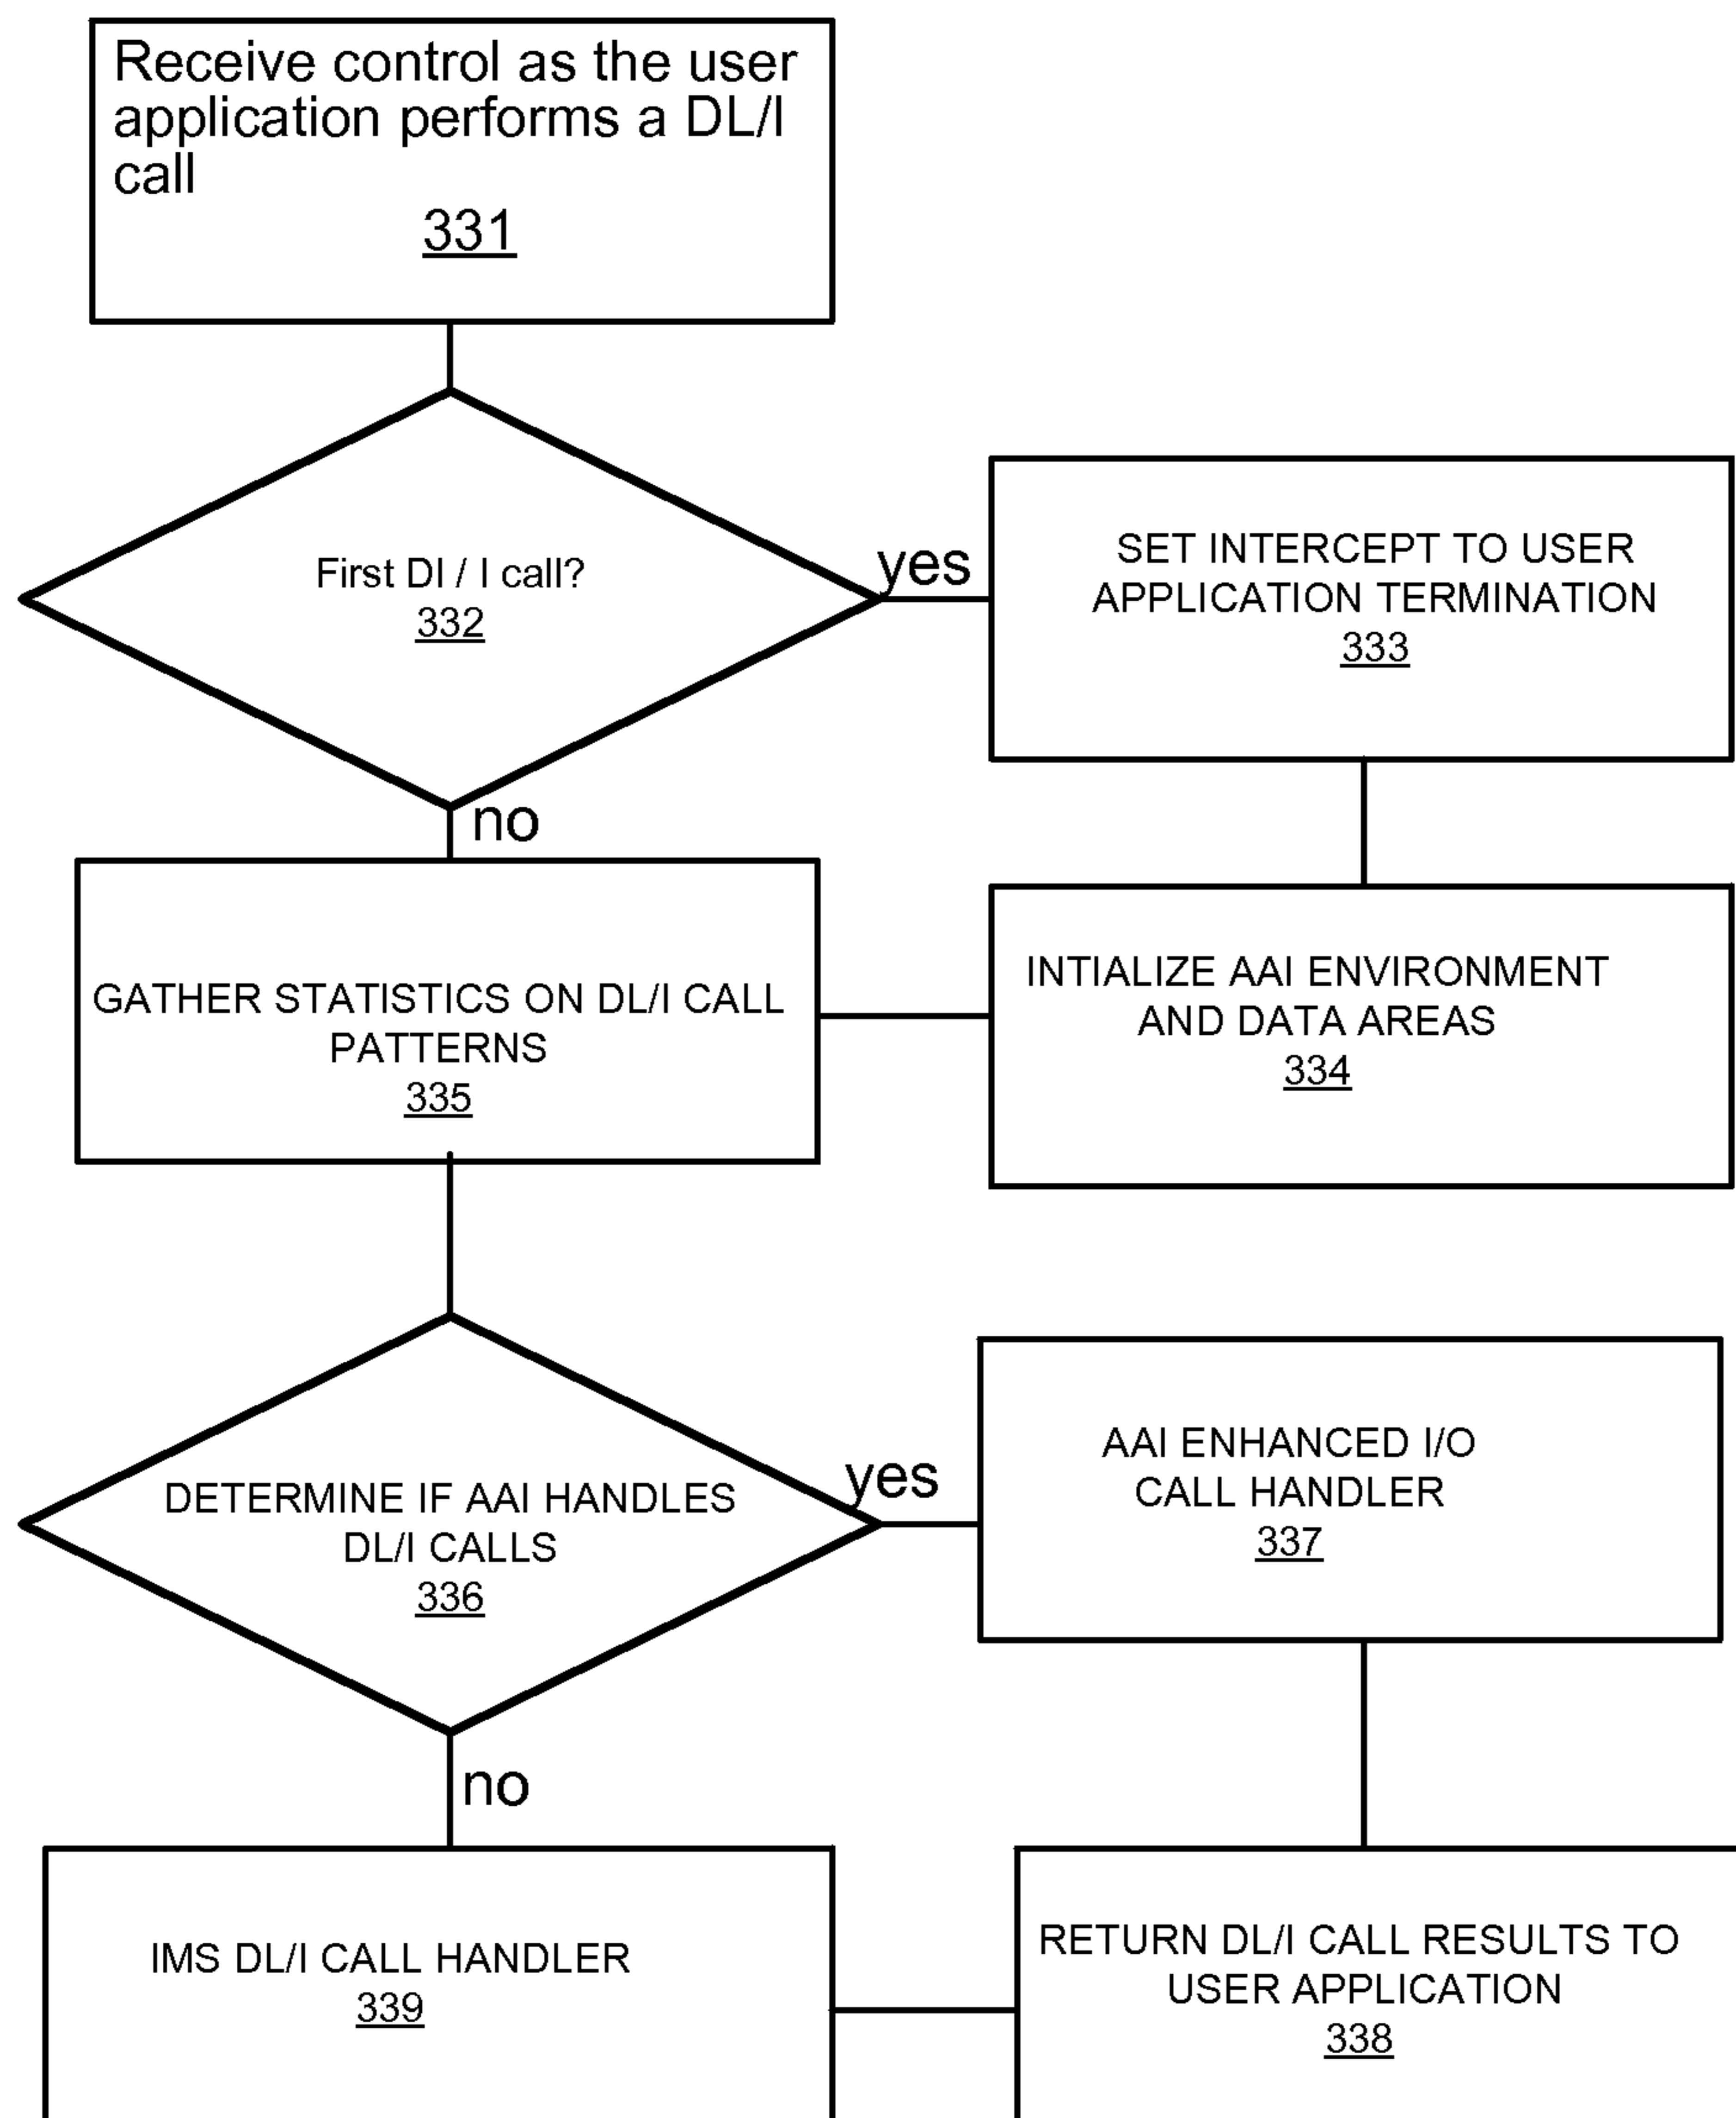 Receive control as the user
application performs a DL/I
call
331
First DI / I call?
332
yes
SET INTERCEPT TO USER
APPLICATION TERMINATION
333
no
GATHER STATISTICS ON DL/I CALL
PATTERNS
335
INTIALIZE AAI ENVIRONMENT
AND DATA AREAS
334
DETERMINE IF AAI HANDLES
DL/I CALLS
336
yes
AAI ENHANCED I/O
CALL HANDLER
337
no
IMS DL/I CALL HANDLER
339
RETURN DL/I CALL RESULTS TO
USER APPLICATION
338